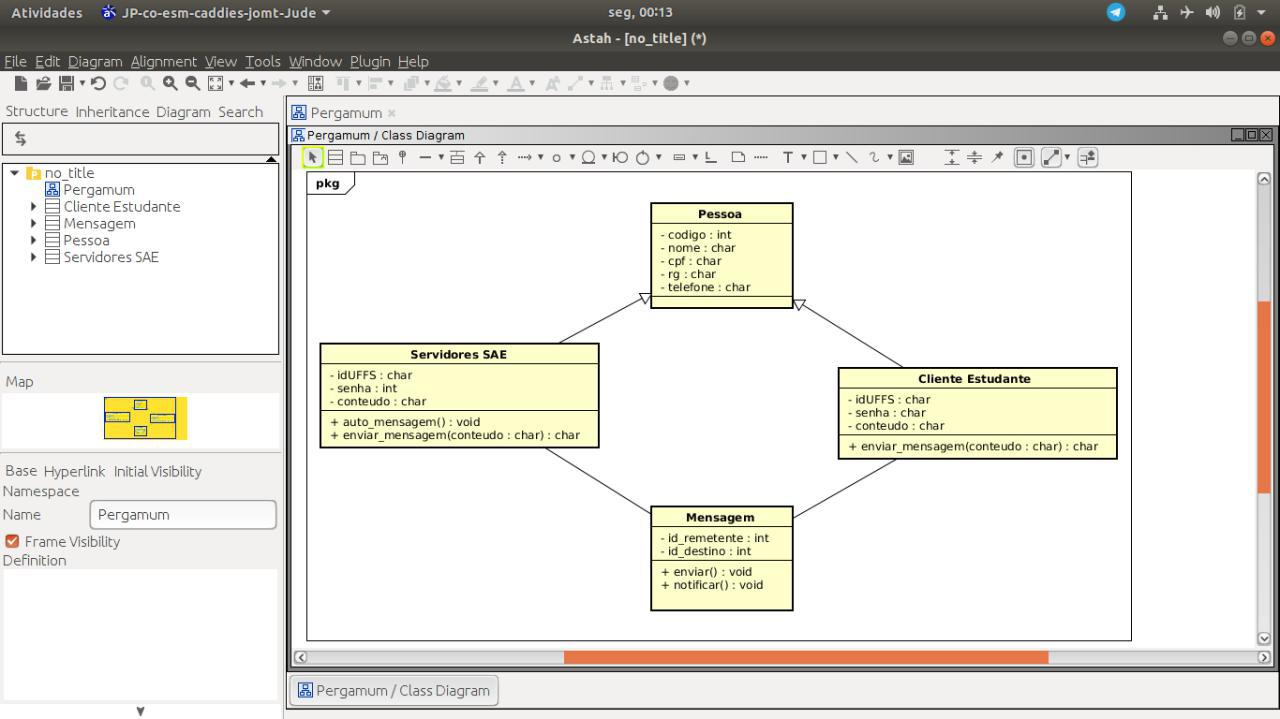 Atividades JP-co-esm-caddies-jomt-Jude seg, 00:13
Astah - [no_title] (*)
File Edit Diagram Alignment View Tools Window Plugin Help
Structure Inheritance Diagram Search
no_title
Pergamum
Cliente Estudante
Mensagem
Pessoa
Servidores SAE
Map
Base Hyperlink Initial Visibility
Namespace
Name Pergamum
Frame Visibility
Definition
Pergamum
Pergamum / Class Diagram
pkg
Pessoa
- codigo : int
- nome : char
- cpf : char
- rg : char
- telefone : char
Servidores SAE
- idUFFS : char
- senha : int
- conteudo : char
+ auto_mensagem() : void
+ enviar_mensagem(conteudo : char) : char
Cliente Estudante
- idUFFS : char
- senha : char
- conteudo : char
+ enviar_mensagem(conteudo : char) : char
Mensagem
- id_remetente : int
- id_destino : int
+ enviar() : void
+ notificar() : void
Pergamum / Class Diagram